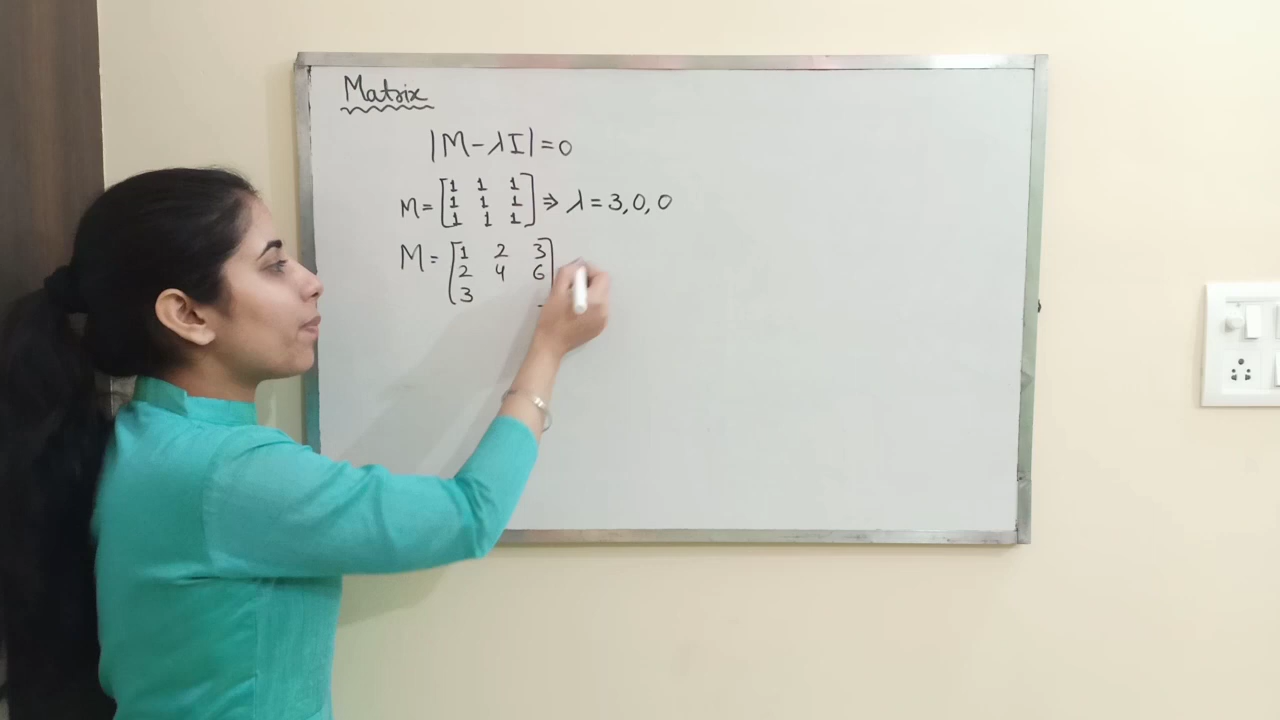 Matrix
|M - λI| = 0
M = [1 1 1
1 1 1
1 1 1] ⇒ λ = 3, 0, 0
M = [1 2 3
2 4 6
3 ]